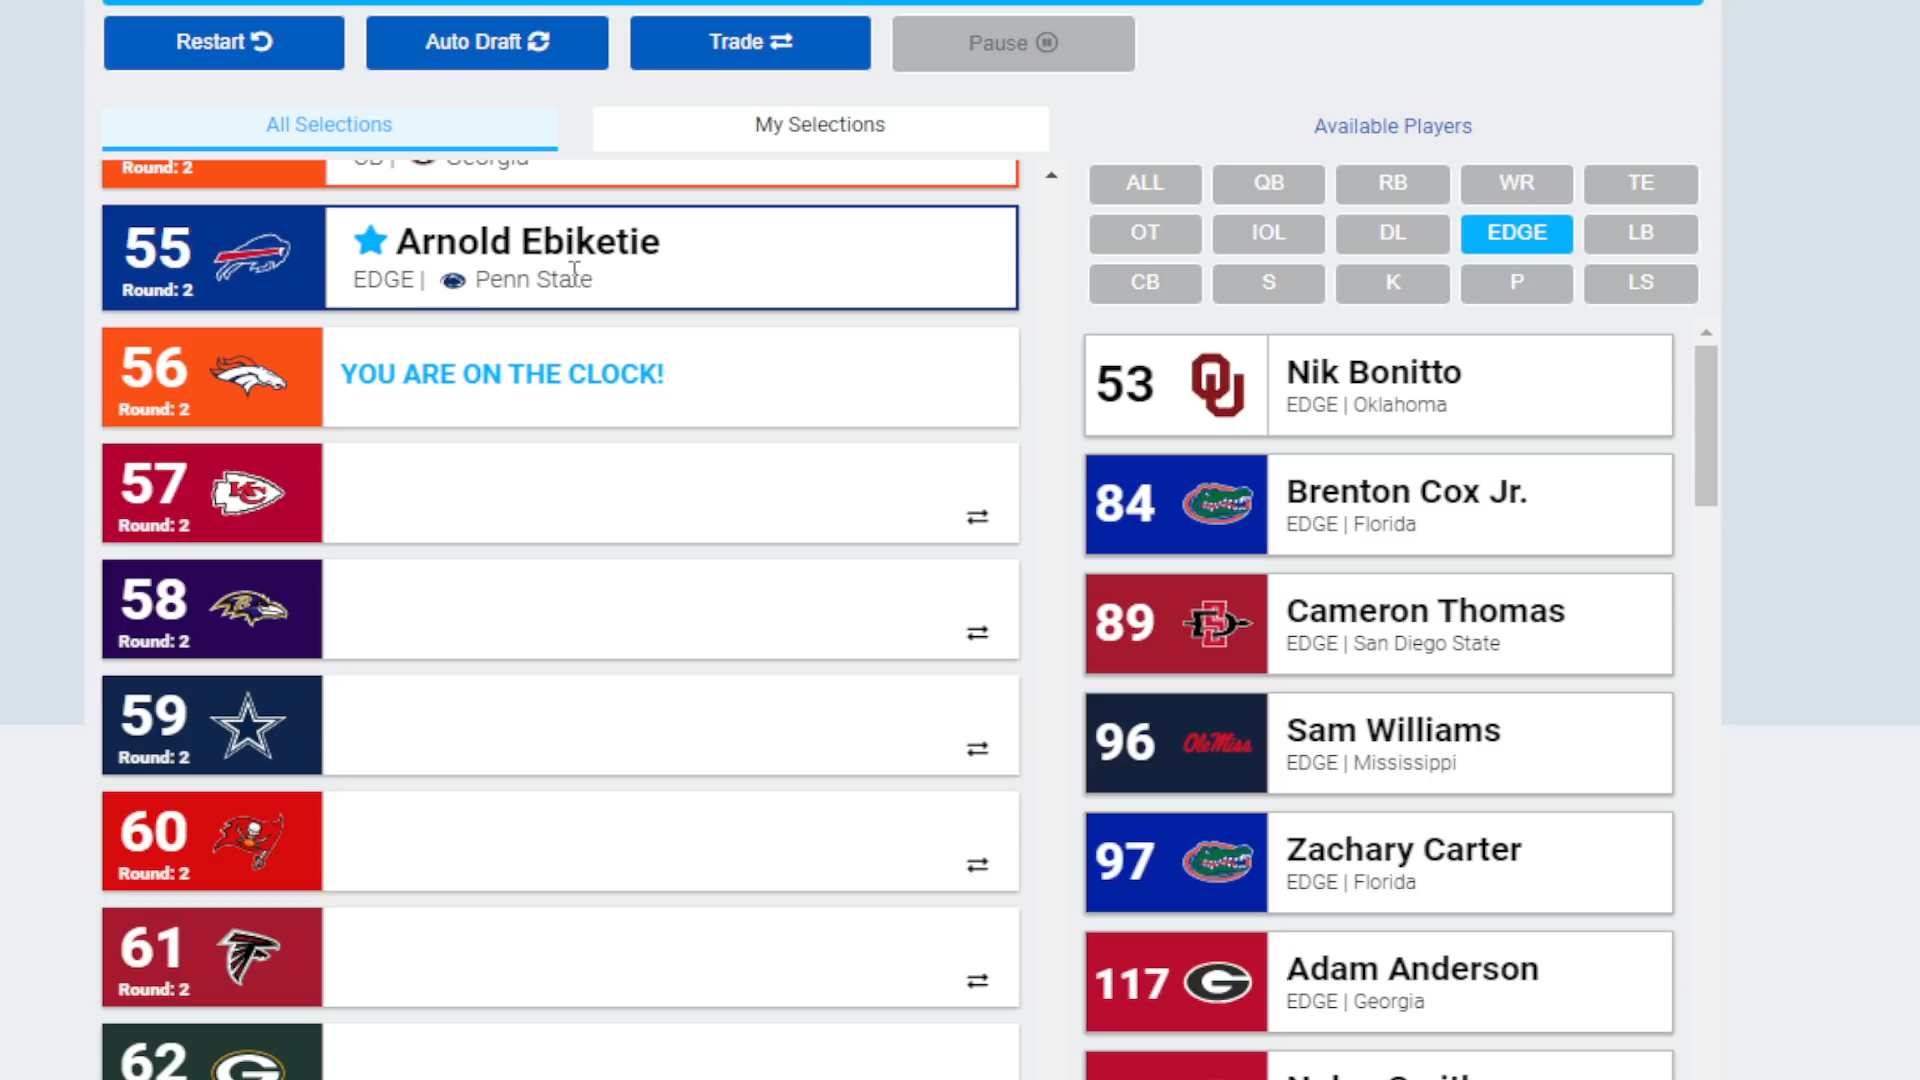 Restart
Auto Draft
Trade
Pause
All Selections
My Selections
Available Players
Round: 2
CB | Georgia
55
Round: 2
Arnold Ebiketie
EDGE | Penn State
56
Round: 2
YOU ARE ON THE CLOCK!
57
Round: 2
58
Round: 2
59
Round: 2
60
Round: 2
61
Round: 2
62
ALL QB RB WR TE
OT IOL DL EDGE LB
CB S K P LS
53
Nik Bonitto
EDGE | Oklahoma
84
Brenton Cox Jr.
EDGE | Florida
89
Cameron Thomas
EDGE | San Diego State
96
Ole Miss
Sam Williams
EDGE | Mississippi
97
Zachary Carter
EDGE | Florida
117
Adam Anderson
EDGE | Georgia